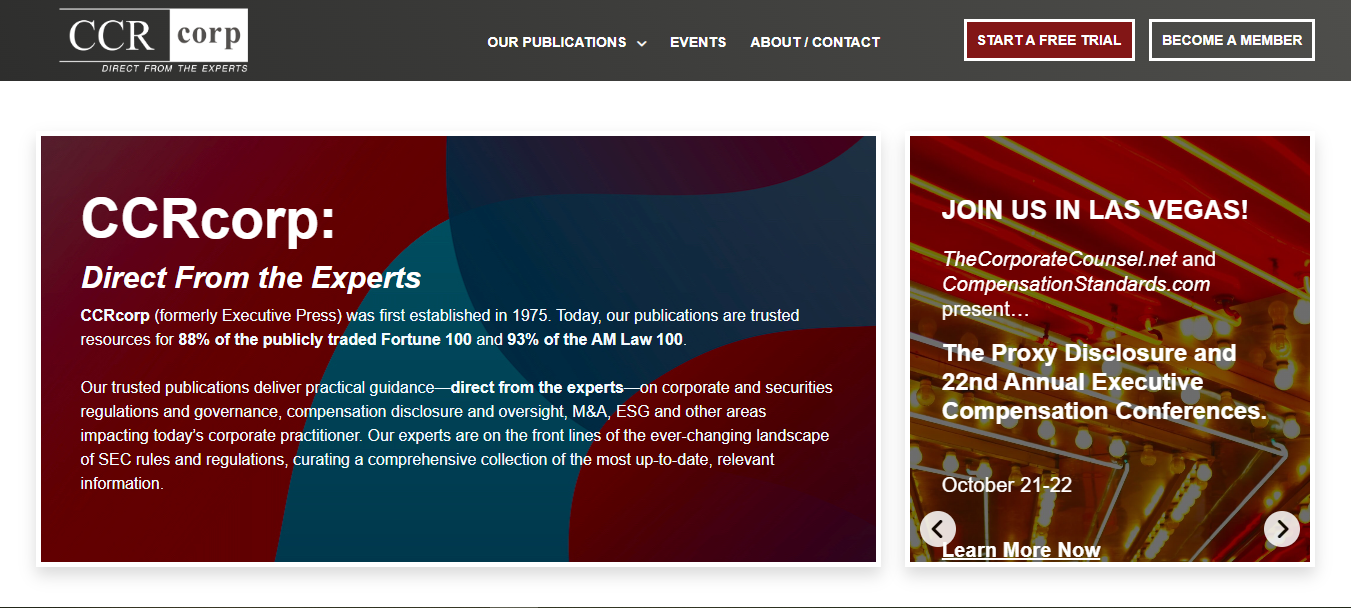 CCR corp
DIRECT FROM THE EXPERTS
OUR PUBLICATIONS
EVENTS
ABOUT / CONTACT
START A FREE TRIAL
BECOME A MEMBER
CCRcorp:
Direct From the Experts
CCRcorp (formerly Executive Press) was first established in 1975. Today, our publications are trusted
resources for 88% of the publicly traded Fortune 100 and 93% of the AM Law 100.
Our trusted publications deliver practical guidance—direct from the experts—on corporate and securities
regulations and governance, compensation disclosure and oversight, M&A, ESG and other areas
impacting today’s corporate practitioner. Our experts are on the front lines of the ever-changing landscape
of SEC rules and regulations, curating a comprehensive collection of the most up-to-date, relevant
information.
JOIN US IN LAS VEGAS!
TheCorporateCounsel.net and
CompensationStandards.com
present…
The Proxy Disclosure and
22nd Annual Executive
Compensation Conferences.
October 21-22
Learn More Now